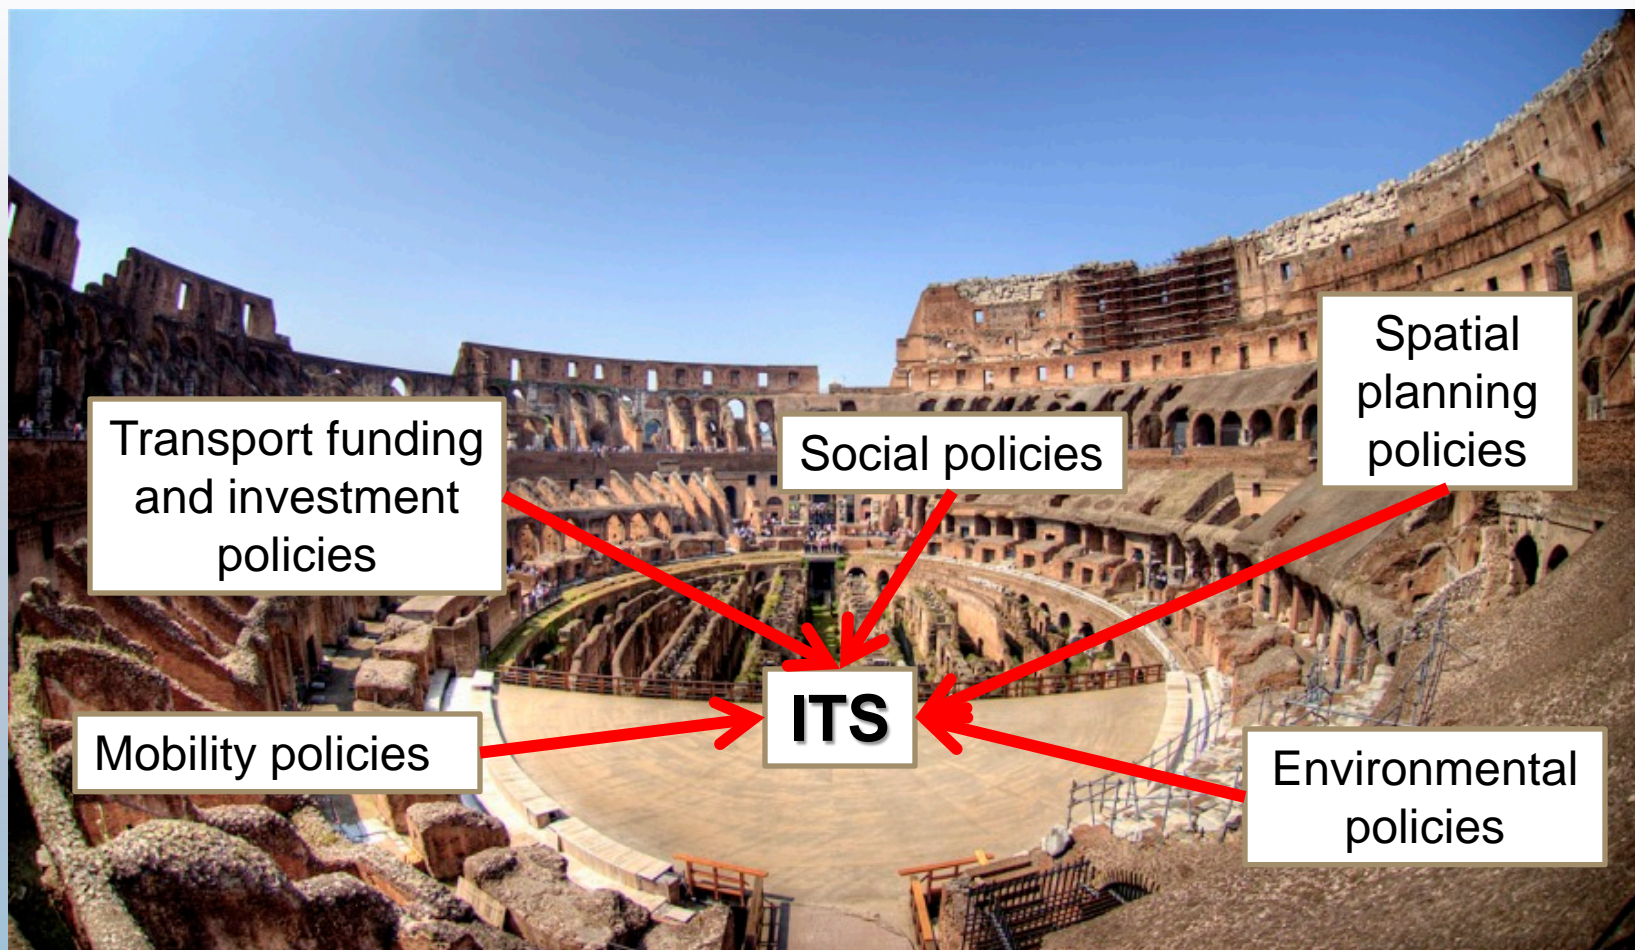 Transport funding
and investment
policies
Social policies
Spatial
planning
policies
Mobility policies
ITS
Environmental
policies